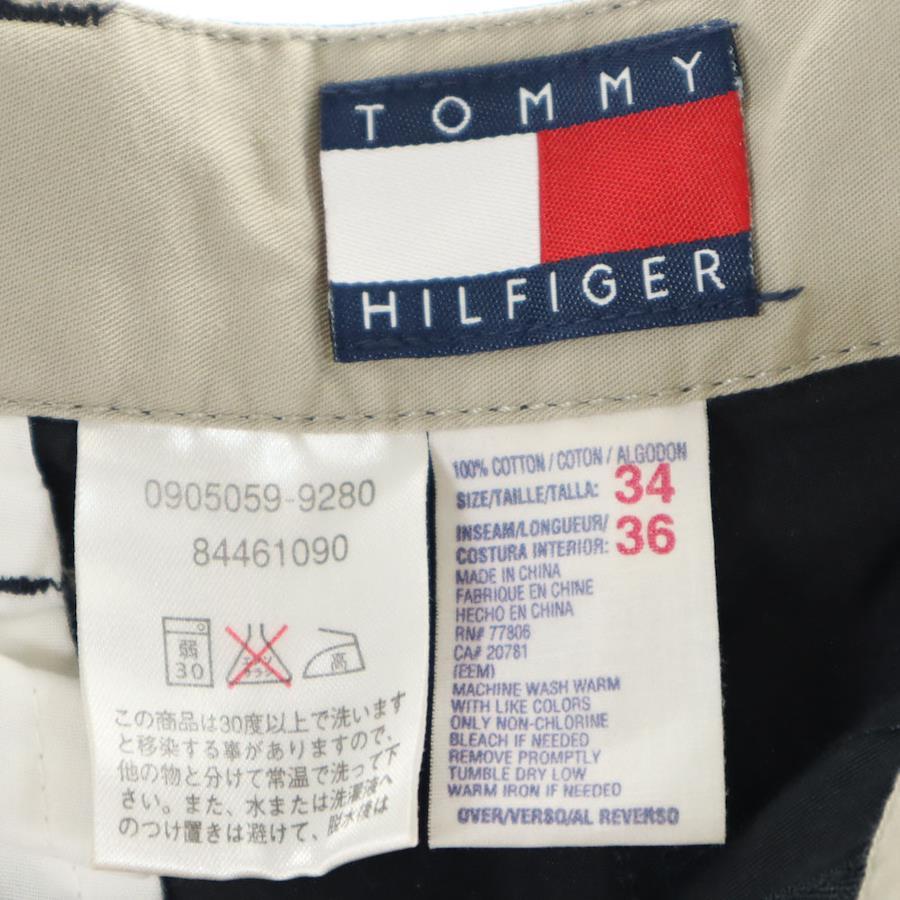 TOMMY
HILFIGER
0905059-9280
84461090
弱
30
エンソ
サラシ
高
この商品は30度以上で洗います
と移染する事がありますので、
他の物と分けて常温で洗って下
さい。また、水または洗濯液へ
のつけ置きは避けて、脱水後は
100% COTTON / COTON / ALGODON
SIZE/TAILLE/TALLA: 34
INSEAM/LONGUEUR/
COSTURA INTERIOR: 36
MADE IN CHINA
FABRIQUE EN CHINE
HECHO EN CHINA
RN# 77806
CA# 20781
(EEM)
MACHINE WASH WARM
WITH LIKE COLORS
ONLY NON-CHLORINE
BLEACH IF NEEDED
REMOVE PROMPTLY
TUMBLE DRY LOW
WARM IRON IF NEEDED
OVER/VERSO/AL REVERSO